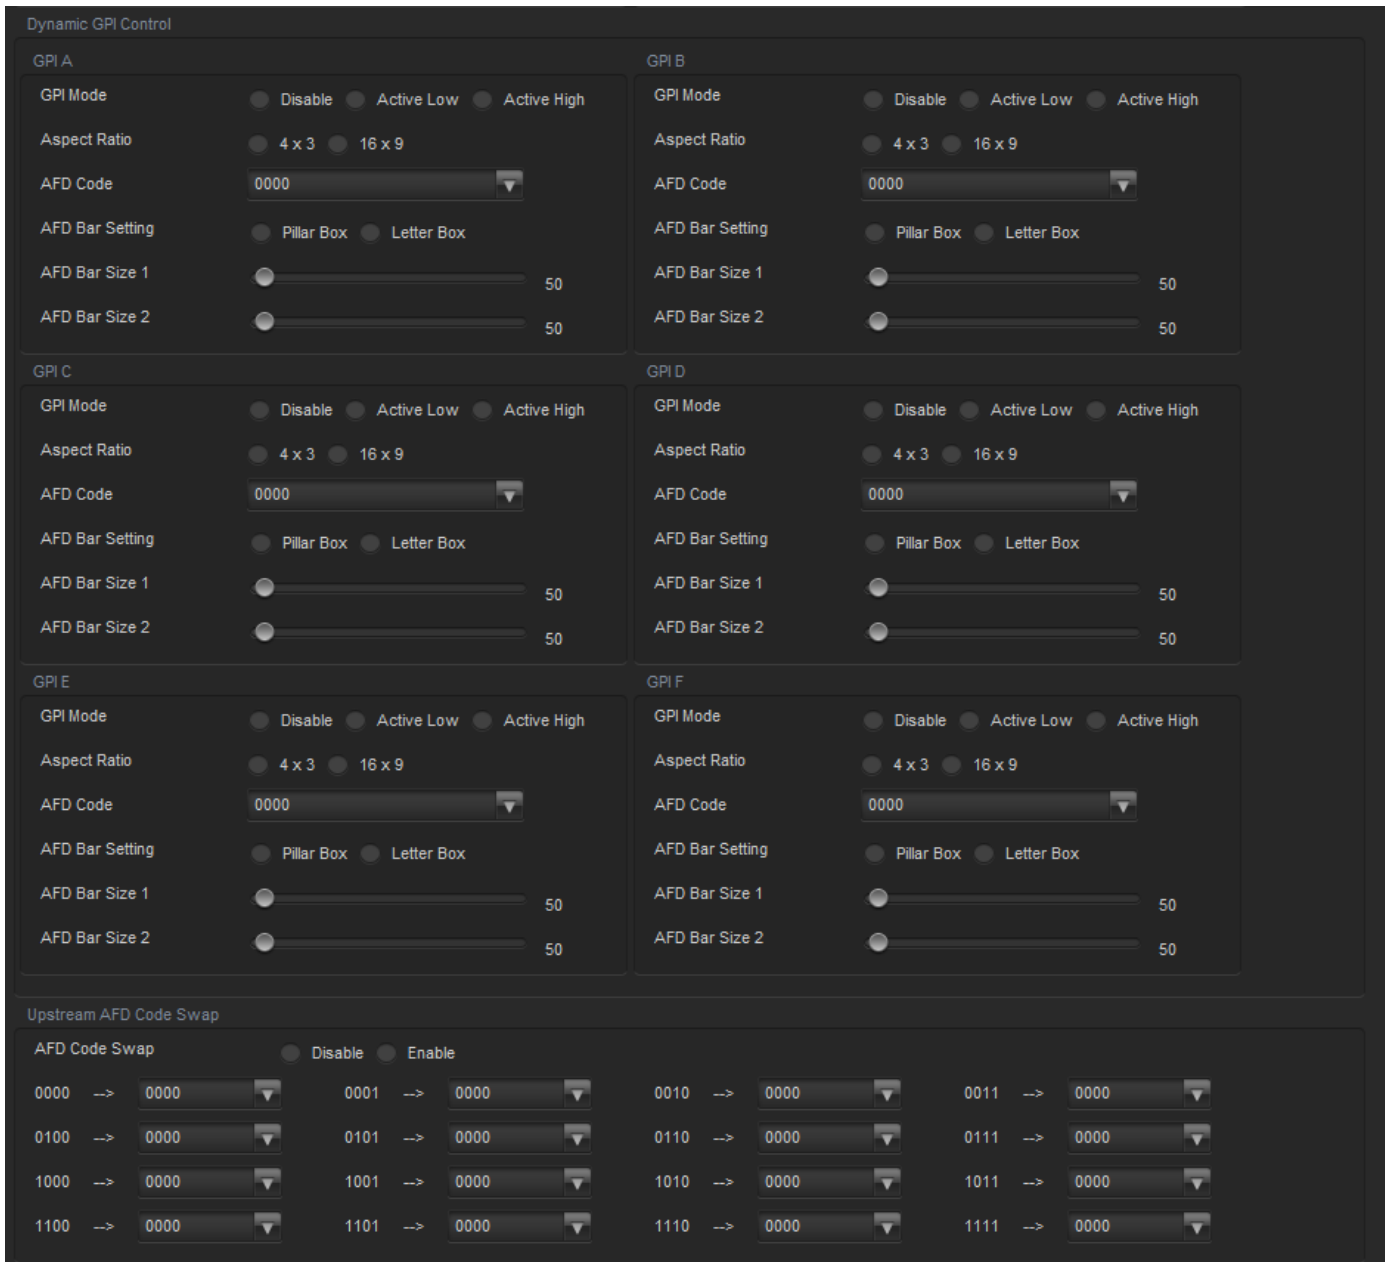 Dynamic GPI Control
GPI A
GPI Mode Disable Active Low Active High
Aspect Ratio 4 x 3 16 x 9
AFD Code 0000
AFD Bar Setting Pillar Box Letter Box
AFD Bar Size 1 50
AFD Bar Size 2 50
GPI B
GPI Mode Disable Active Low Active High
Aspect Ratio 4 x 3 16 x 9
AFD Code 0000
AFD Bar Setting Pillar Box Letter Box
AFD Bar Size 1 50
AFD Bar Size 2 50
GPI C
GPI Mode Disable Active Low Active High
Aspect Ratio 4 x 3 16 x 9
AFD Code 0000
AFD Bar Setting Pillar Box Letter Box
AFD Bar Size 1 50
AFD Bar Size 2 50
GPI D
GPI Mode Disable Active Low Active High
Aspect Ratio 4 x 3 16 x 9
AFD Code 0000
AFD Bar Setting Pillar Box Letter Box
AFD Bar Size 1 50
AFD Bar Size 2 50
GPI E
GPI Mode Disable Active Low Active High
Aspect Ratio 4 x 3 16 x 9
AFD Code 0000
AFD Bar Setting Pillar Box Letter Box
AFD Bar Size 1 50
AFD Bar Size 2 50
GPI F
GPI Mode Disable Active Low Active High
Aspect Ratio 4 x 3 16 x 9
AFD Code 0000
AFD Bar Setting Pillar Box Letter Box
AFD Bar Size 1 50
AFD Bar Size 2 50
Upstream AFD Code Swap
AFD Code Swap Disable Enable
0000 --> 0000 0001 --> 0000 0010 --> 0000 0011 --> 0000
0100 --> 0000 0101 --> 0000 0110 --> 0000 0111 --> 0000
1000 --> 0000 1001 --> 0000 1010 --> 0000 1011 --> 0000
1100 --> 0000 1101 --> 0000 1110 --> 0000 1111 --> 0000